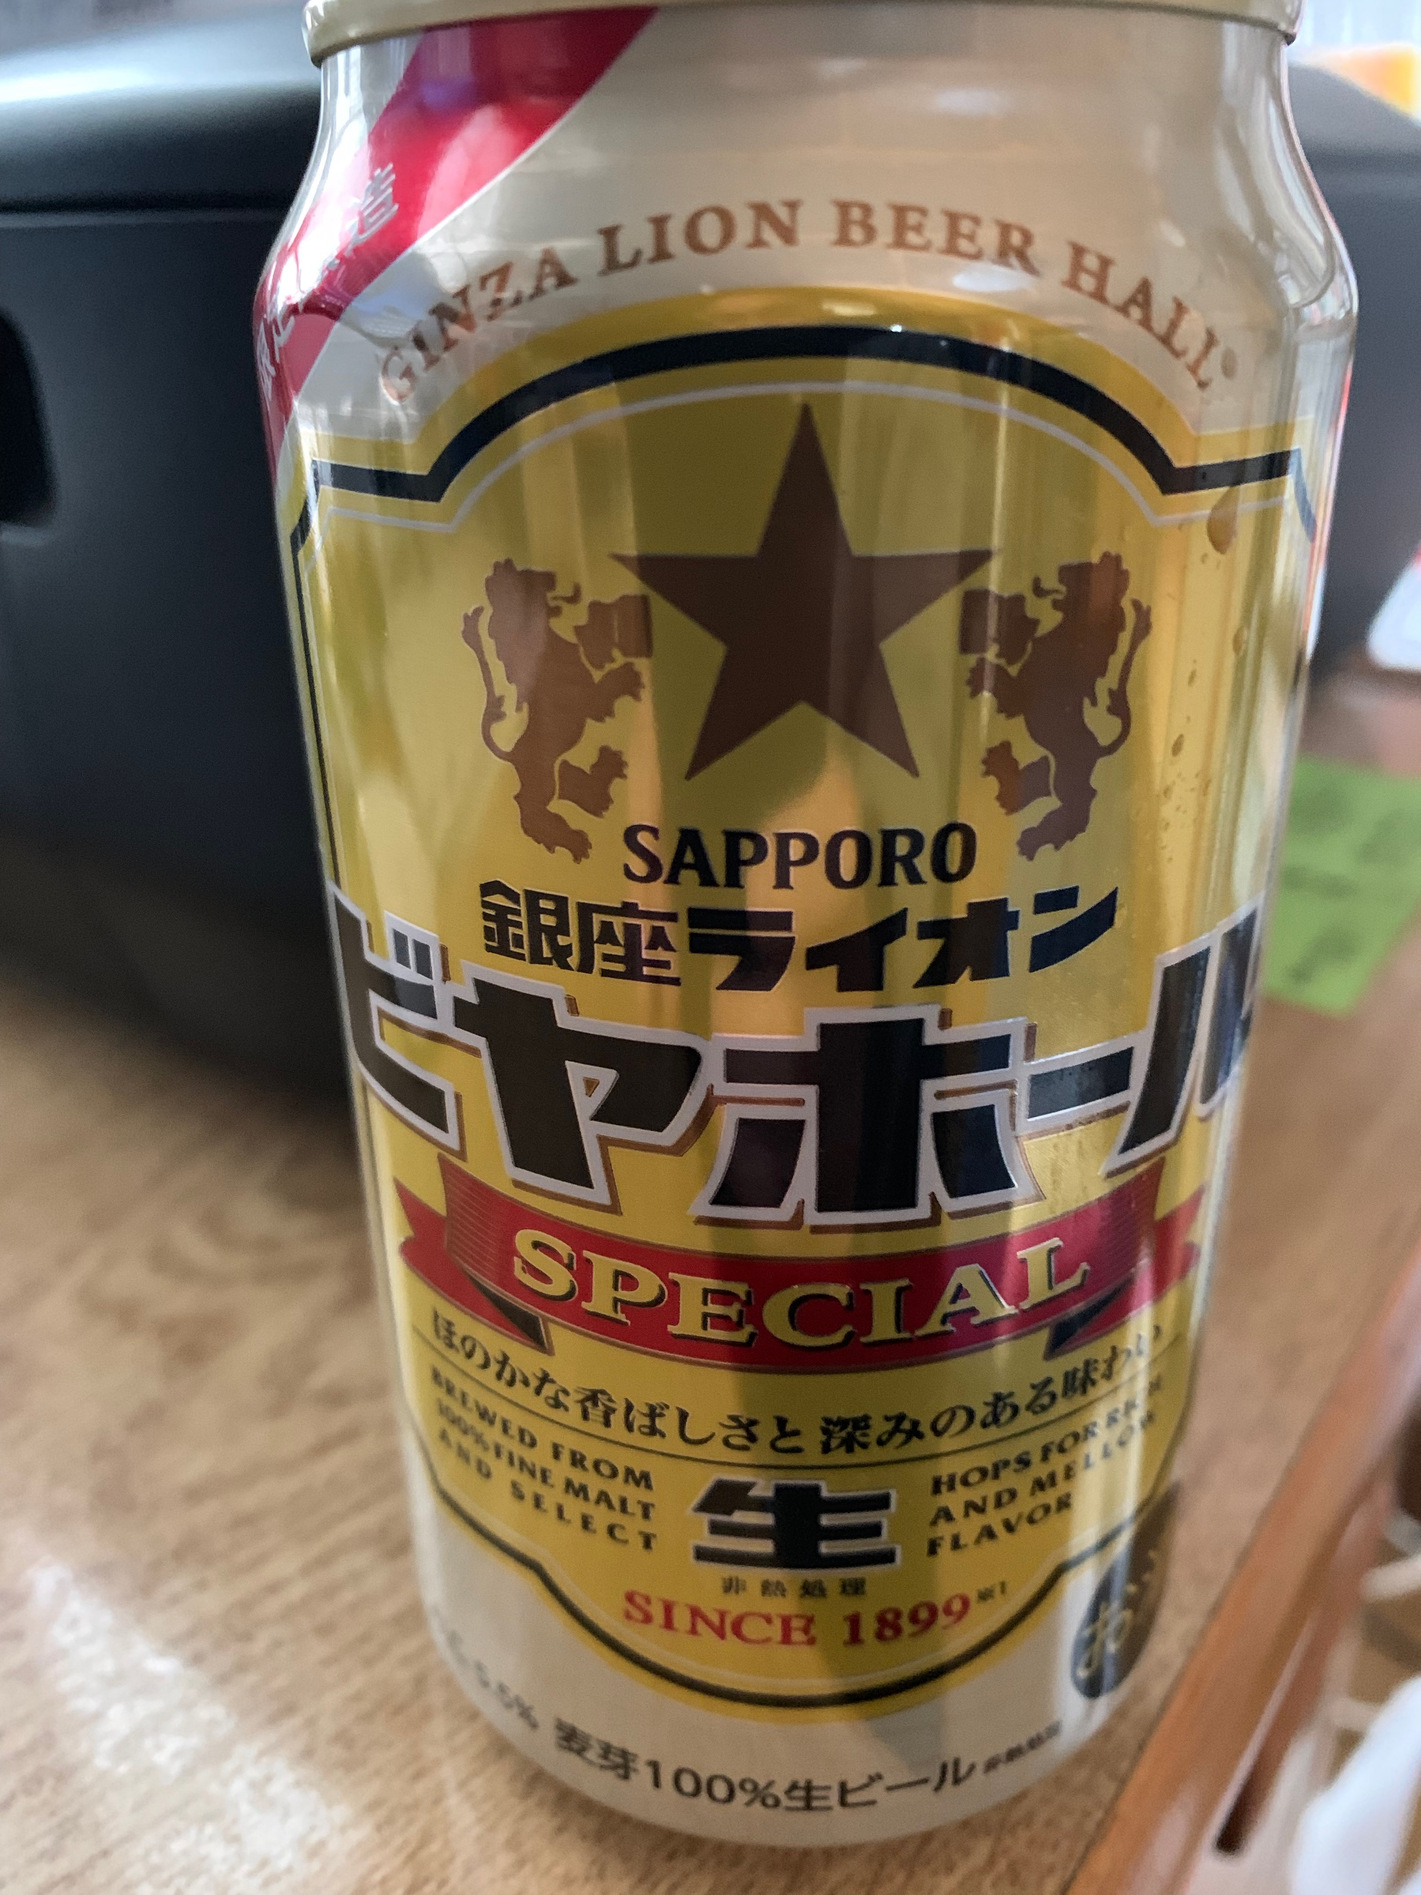 GINZA LION BEER HALL®
SAPPORO
銀座ライオン
ビヤホール
SPECIAL
ほのかな香ばしさと 深みのある味わい
BREWED FROM
100% FINE MALT
AND SELECT
HOPS FOR RICH
AND MELLOW
FLAVOR
生
非熱処理
SINCE 1899※1
5.5%
麦芽100%生ビール